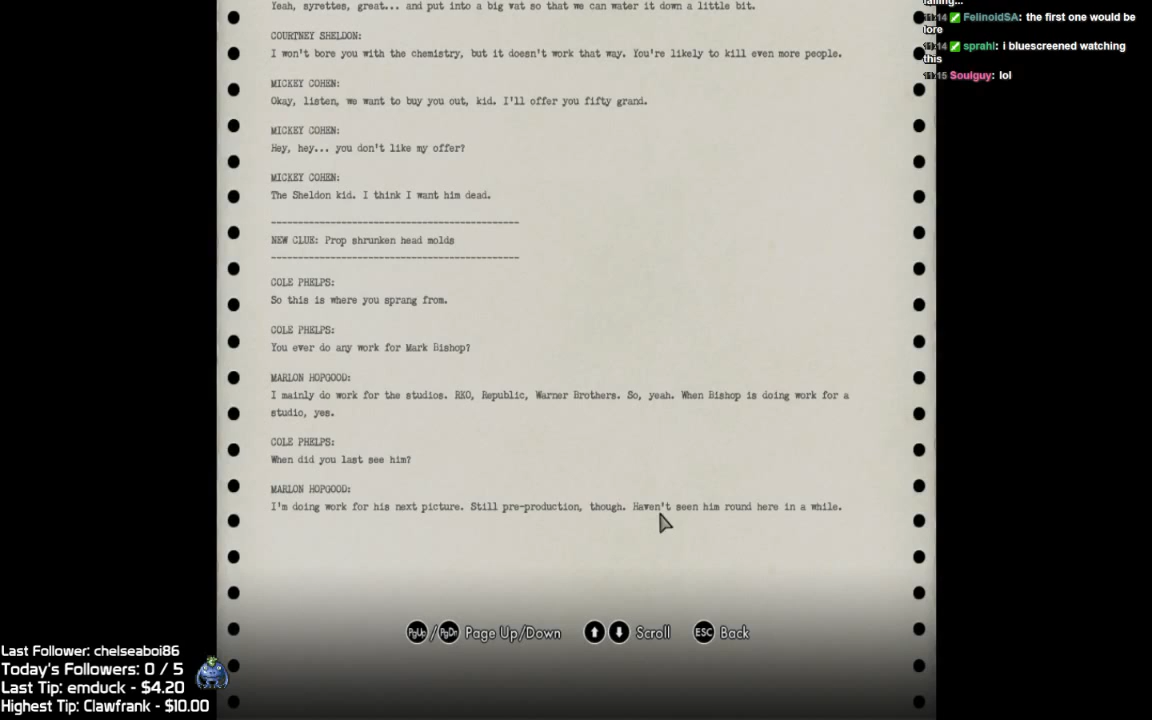 Yeah, syrettes, great... and put into a big vat so that we can water it down a little bit.
COURTNEY SHELDON:
I won't bore you with the chemistry, but it doesn't work that way. You're likely to kill even more people.
MICKEY COHEN:
Okay, listen, we want to buy you out, kid. I'll offer you fifty grand.
MICKEY COHEN:
Hey, hey... you don't like my offer?
MICKEY COHEN:
The Sheldon kid. I think I want him dead.
----------------------------------------------
NEW CLUE: Prop shrunken head molds
----------------------------------------------
COLE PHELPS:
So this is where you sprang from.
COLE PHELPS:
You ever do any work for Mark Bishop?
MARLON HOPGOOD:
I mainly do work for the studios. RKO, Republic, Warner Brothers. So, yeah. When Bishop is doing work for a
studio, yes.
COLE PHELPS:
When did you last see him?
MARLON HOPGOOD:
I'm doing work for his next picture. Still pre-production, though. Haven't seen him round here in a while.
PgUp / PgDn Page Up/Down Scroll ESC Back
11:14 FelinoidSA: the first one would be
lore
11:14 sprahl: i bluescreened watching
this
11:15 Soulguy: lol
Last Follower: chelseaboi86
Today's Followers: 0 / 5
Last Tip: emduck - $4.20
Highest Tip: Clawfrank - $10.00